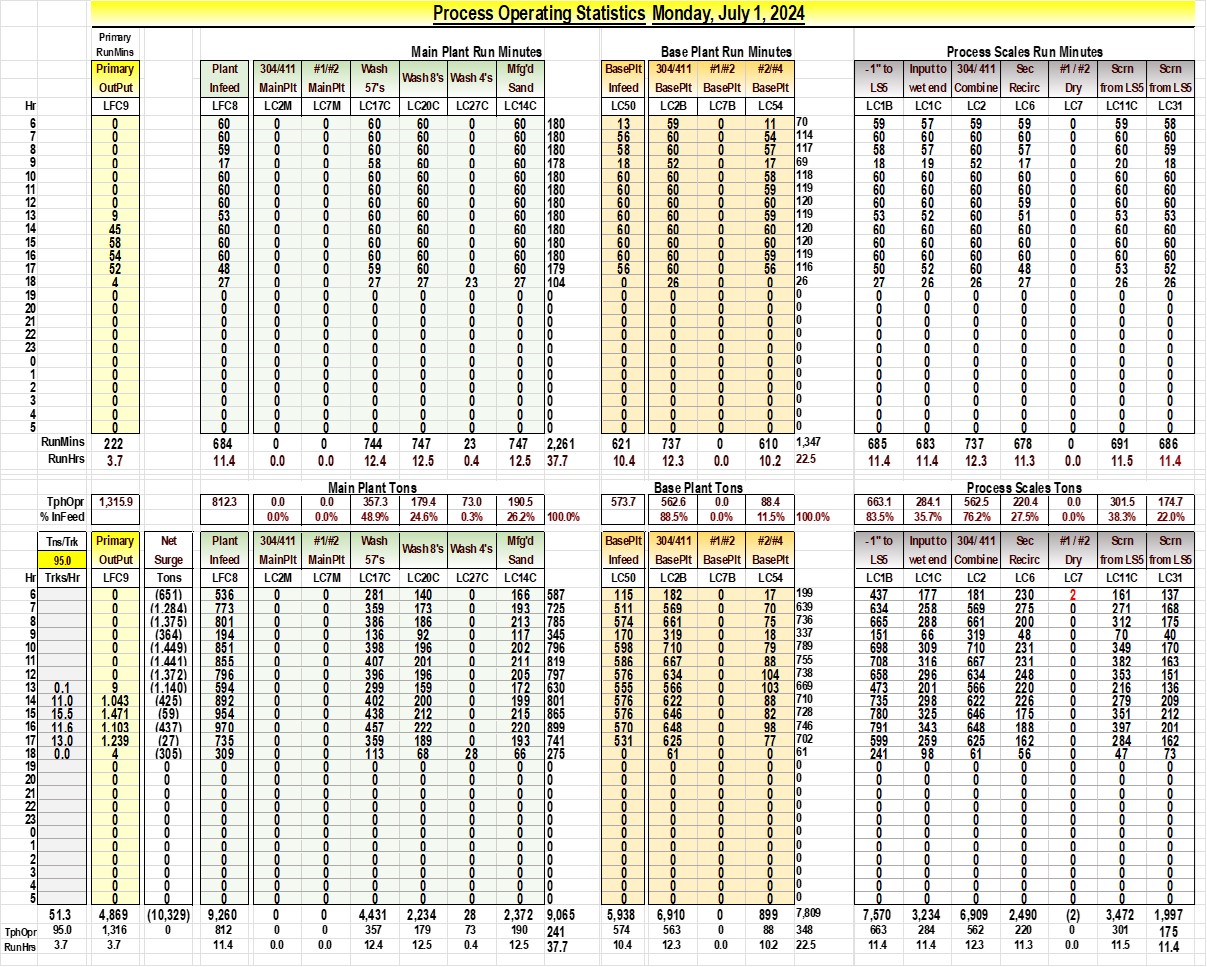 Process Operating Statistics Monday, July 1, 2024
Primary
RunMins Main Plant Run Minutes Base Plant Run Minutes Process Scales Run Minutes
Primary Plant 304/411 #1/#2 Wash Wash 8's Wash 4's Mfg'd BasePlt 304/411 #1/#2 #2/#4 -1" to Input to 304/ 411 Sec #1 / #2 Scrn Scrn
OutPut Infeed MainPlt MainPlt 57's Sand Infeed BasePlt BasePlt BasePlt LS5 wet end Combine Recirc Dry from LS5 from LS5
Hr LFC9 LFC8 LC2M LC7M LC17C LC20C LC27C LC14C LC50 LC2B LC7B LC54 LC1B LC1C LC2 LC6 LC7 LC11C LC31
6 0 60 0 0 60 60 0 60 180 13 59 0 11 70 59 57 59 59 0 59 58
7 0 60 0 0 60 60 0 60 180 56 60 0 54 114 60 60 60 60 0 60 60
8 0 59 0 0 60 60 0 60 180 58 60 0 57 117 58 57 60 57 0 60 59
9 0 17 0 0 58 60 0 60 178 18 52 0 17 69 18 19 52 17 0 20 18
10 0 60 0 0 60 60 0 60 180 60 60 0 58 118 60 60 60 60 0 60 60
11 0 60 0 0 60 60 0 60 180 60 60 0 59 119 60 60 60 60 0 60 60
12 0 60 0 0 60 60 0 60 180 60 60 0 60 120 60 60 60 59 0 60 60
13 9 53 0 0 60 60 0 60 180 60 60 0 59 119 53 52 60 51 0 53 53
14 45 60 0 0 60 60 0 60 180 60 60 0 60 120 60 60 60 60 0 60 60
15 58 60 0 0 60 60 0 60 180 60 60 0 60 120 60 60 60 60 0 60 60
16 54 60 0 0 60 60 0 60 180 60 60 0 59 119 60 60 60 60 0 60 60
17 52 48 0 0 59 60 0 60 179 56 60 0 56 116 50 52 60 48 0 53 52
18 4 27 0 0 27 27 23 27 104 0 26 0 0 26 27 26 26 27 0 26 26
19 0 0 0 0 0 0 0 0 0 0 0 0 0 0 0 0 0 0 0 0 0
20 0 0 0 0 0 0 0 0 0 0 0 0 0 0 0 0 0 0 0 0 0
21 0 0 0 0 0 0 0 0 0 0 0 0 0 0 0 0 0 0 0 0 0
22 0 0 0 0 0 0 0 0 0 0 0 0 0 0 0 0 0 0 0 0 0
23 0 0 0 0 0 0 0 0 0 0 0 0 0 0 0 0 0 0 0 0 0
0 0 0 0 0 0 0 0 0 0 0 0 0 0 0 0 0 0 0 0 0 0
1 0 0 0 0 0 0 0 0 0 0 0 0 0 0 0 0 0 0 0 0 0
2 0 0 0 0 0 0 0 0 0 0 0 0 0 0 0 0 0 0 0 0 0
3 0 0 0 0 0 0 0 0 0 0 0 0 0 0 0 0 0 0 0 0 0
4 0 0 0 0 0 0 0 0 0 0 0 0 0 0 0 0 0 0 0 0 0
5 0 0 0 0 0 0 0 0 0 0 0 0 0 0 0 0 0 0 0 0 0
RunMins 222 684 0 0 744 747 23 747 2,261 621 737 0 610 1,347 685 683 737 678 0 691 686
RunHrs 3.7 11.4 0.0 0.0 12.4 12.5 0.4 12.5 37.7 10.4 12.3 0.0 10.2 22.5 11.4 11.4 12.3 11.3 0.0 11.5 11.4
Main Plant Tons Base Plant Tons Process Scales Tons
TphOpr 1,315.9 812.3 0.0 0.0 357.3 179.4 73.0 190.5 573.7 562.6 0.0 88.4 663.1 284.1 562.5 220.4 0.0 301.5 174.7
% InFeed 0.0% 0.0% 48.9% 24.6% 0.3% 26.2% 100.0% 88.5% 0.0% 11.5% 100.0% 83.5% 35.7% 76.2% 27.5% 0.0% 38.3% 22.0%
Tns/Trk Primary Net Plant 304/411 #1/#2 Wash Wash 8's Wash 4's Mfg'd BasePlt 304/411 #1/#2 #2/#4 -1" to Input to 304/ 411 Sec #1 / #2 Scrn Scrn
95.0 OutPut Surge Infeed MainPlt MainPlt 57's Sand Infeed BasePlt BasePlt BasePlt LS5 wet end Combine Recirc Dry from LS5 from LS5
Hr Trks/Hr LFC9 Tons LFC8 LC2M LC7M LC17C LC20C LC27C LC14C LC50 LC2B LC7B LC54 LC1B LC1C LC2 LC6 LC7 LC11C LC31
6 0 (651) 536 0 0 281 140 0 166 587 115 182 0 17 199 437 177 181 230 2 161 137
7 0 (1,284) 773 0 0 359 173 0 193 725 511 569 0 70 639 634 258 569 275 0 271 168
8 0 (1,375) 801 0 0 386 186 0 213 785 574 661 0 75 736 665 288 661 200 0 312 175
9 0 (364) 194 0 0 136 92 0 117 345 170 319 0 18 337 151 66 319 48 0 70 40
10 0 (1,449) 851 0 0 398 196 0 202 796 598 710 0 79 789 698 309 710 231 0 349 170
11 0 (1,441) 855 0 0 407 201 0 211 819 586 667 0 88 755 708 316 667 231 0 382 163
12 0 (1,372) 796 0 0 396 196 0 205 797 576 634 0 104 738 658 296 634 248 0 353 151
13 0.1 9 (1,140) 594 0 0 299 159 0 172 630 555 566 0 103 669 473 201 566 220 0 216 136
14 11.0 1,043 (425) 892 0 0 402 200 0 199 801 576 622 0 88 710 735 298 622 226 0 279 209
15 15.5 1,471 (59) 954 0 0 438 212 0 215 865 576 646 0 82 728 780 325 646 175 0 351 212
16 11.6 1,103 (437) 970 0 0 457 222 0 220 899 570 648 0 98 746 791 343 648 188 0 397 201
17 13.0 1,239 (27) 735 0 0 359 189 0 193 741 531 625 0 77 702 599 259 625 162 0 284 162
18 0.0 4 (305) 309 0 0 113 68 28 66 275 0 61 0 0 61 241 98 61 56 0 47 73
19 0 0 0 0 0 0 0 0 0 0 0 0 0 0 0 0 0 0 0 0 0 0
20 0 0 0 0 0 0 0 0 0 0 0 0 0 0 0 0 0 0 0 0 0 0
21 0 0 0 0 0 0 0 0 0 0 0 0 0 0 0 0 0 0 0 0 0 0
22 0 0 0 0 0 0 0 0 0 0 0 0 0 0 0 0 0 0 0 0 0 0
23 0 0 0 0 0 0 0 0 0 0 0 0 0 0 0 0 0 0 0 0 0 0
0 0 0 0 0 0 0 0 0 0 0 0 0 0 0 0 0 0 0 0 0 0 0
1 0 0 0 0 0 0 0 0 0 0 0 0 0 0 0 0 0 0 0 0 0 0
2 0 0 0 0 0 0 0 0 0 0 0 0 0 0 0 0 0 0 0 0 0 0
3 0 0 0 0 0 0 0 0 0 0 0 0 0 0 0 0 0 0 0 0 0 0
4 0 0 0 0 0 0 0 0 0 0 0 0 0 0 0 0 0 0 0 0 0 0
5 0 0 0 0 0 0 0 0 0 0 0 0 0 0 0 0 0 0 0 0 0 0
51.3 4,869 (10,329) 9,260 0 0 4,431 2,234 28 2,372 9,065 5,938 6,910 0 899 7,809 7,570 3,234 6,909 2,490 (2) 3,472 1,997
TphOpr 95.0 1,316 0 812 0 0 357 179 73 190 241 574 563 0 88 348 663 284 562 220 0 301 175
RunHrs 3.7 3.7 11.4 0.0 0.0 12.4 12.5 0.4 12.5 37.7 10.4 12.3 0.0 10.2 22.5 11.4 11.4 12.3 11.3 0.0 11.5 11.4